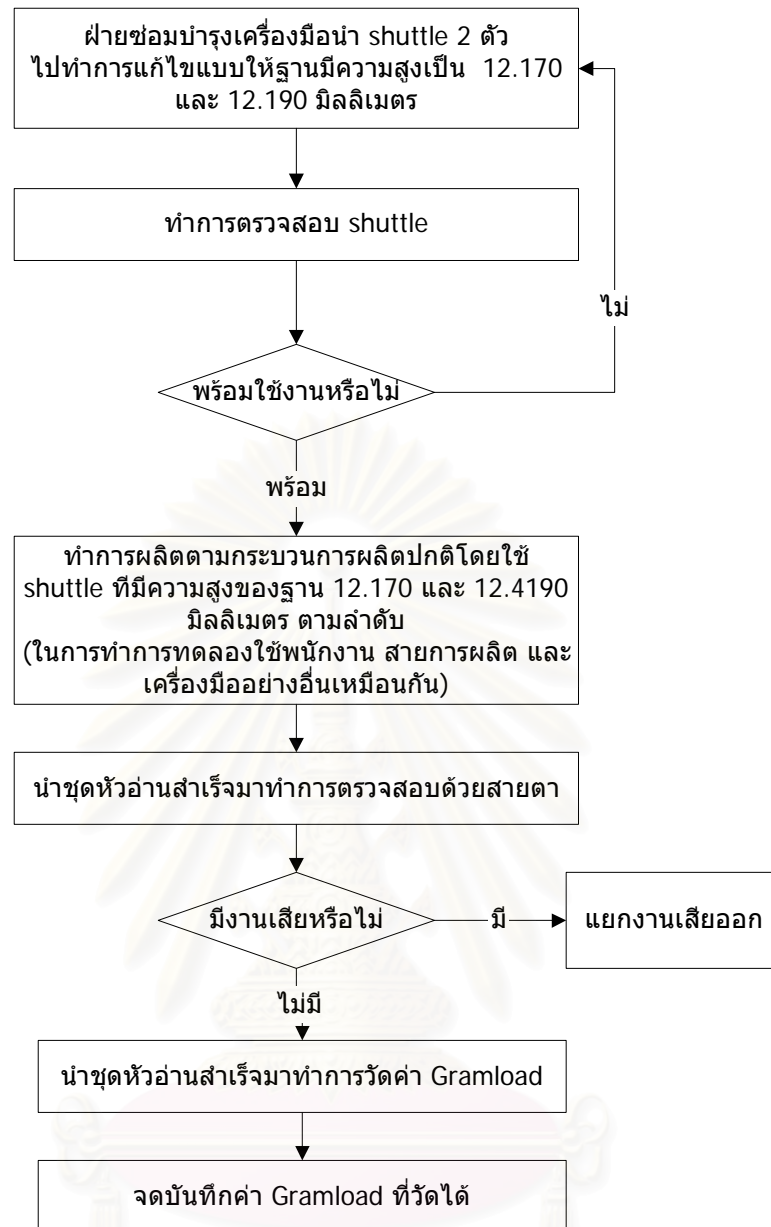 ฝ่ายซ่อมบำรุงเครื่องมือนำ shuttle 2 ตัว
ไปทำการแก้ไขแบบให้ฐานมีความสูงเป็น 12.170
และ 12.190 มิลลิเมตร
ทำการตรวจสอบ shuttle
ไม่
พร้อมใช้งานหรือไม่
พร้อม
ทำการผลิตตามกระบวนการผลิตปกติโดยใช้
shuttle ที่มีความสูงของฐาน 12.170 และ 12.4190
มิลลิเมตร ตามลำดับ
(ในการทำการทดลองใช้พนักงาน สายการผลิต และ
เครื่องมืออย่างอื่นเหมือนกัน)
นำชุดหัวอ่านสำเร็จมาทำการตรวจสอบด้วยสายตา
มีงานเสียหรือไม่
มี
แยกงานเสียออก
ไม่มี
นำชุดหัวอ่านสำเร็จมาทำการวัดค่า Gramload
จดบันทึกค่า Gramload ที่วัดได้